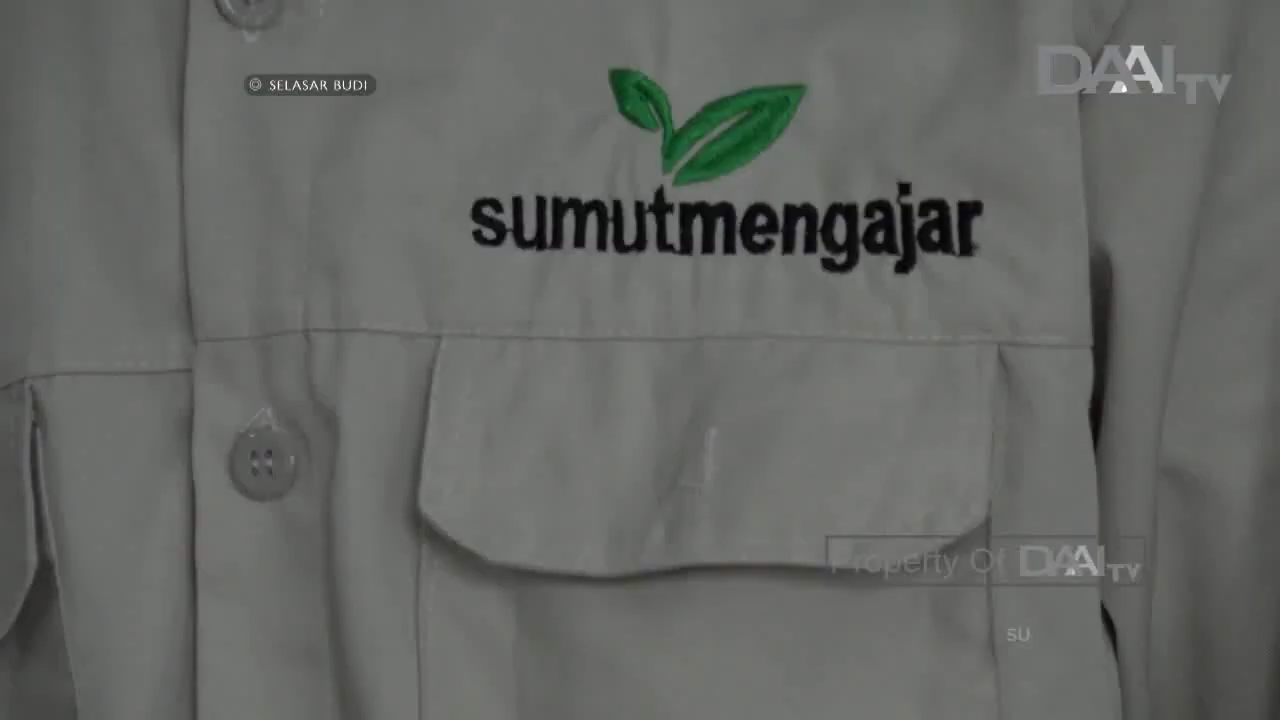 © SELASAR BUDI
DAAI TV
sumutmengajar
Property Of DAAI TV
SU